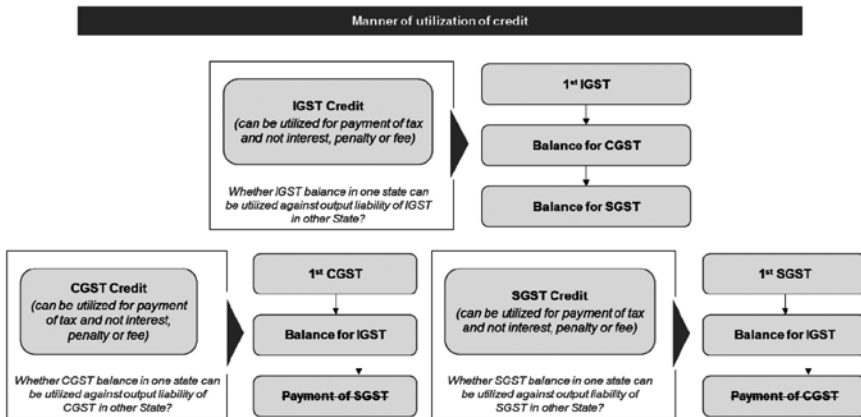 Manner of utilization of credit
IGST Credit
(can be utilized for payment of tax
and not interest, penalty or fee)
Whether IGST balance in one state can
be utilized against output liability of IGST
in other State?
1st IGST
Balance for CGST
Balance for SGST
CGST Credit
(can be utilized for payment
of tax and not interest,
penalty or fee)
Whether CGST balance in one state can
be utilized against output liability of
CGST in other State?
1st CGST
Balance for IGST
Payment of SGST
SGST Credit
(can be utilized for payment of tax
and not interest, penalty or fee)
Whether SGST balance in one state can
be utilized against output liability of
SGST in other State?
1st SGST
Balance for IGST
Payment of CGST